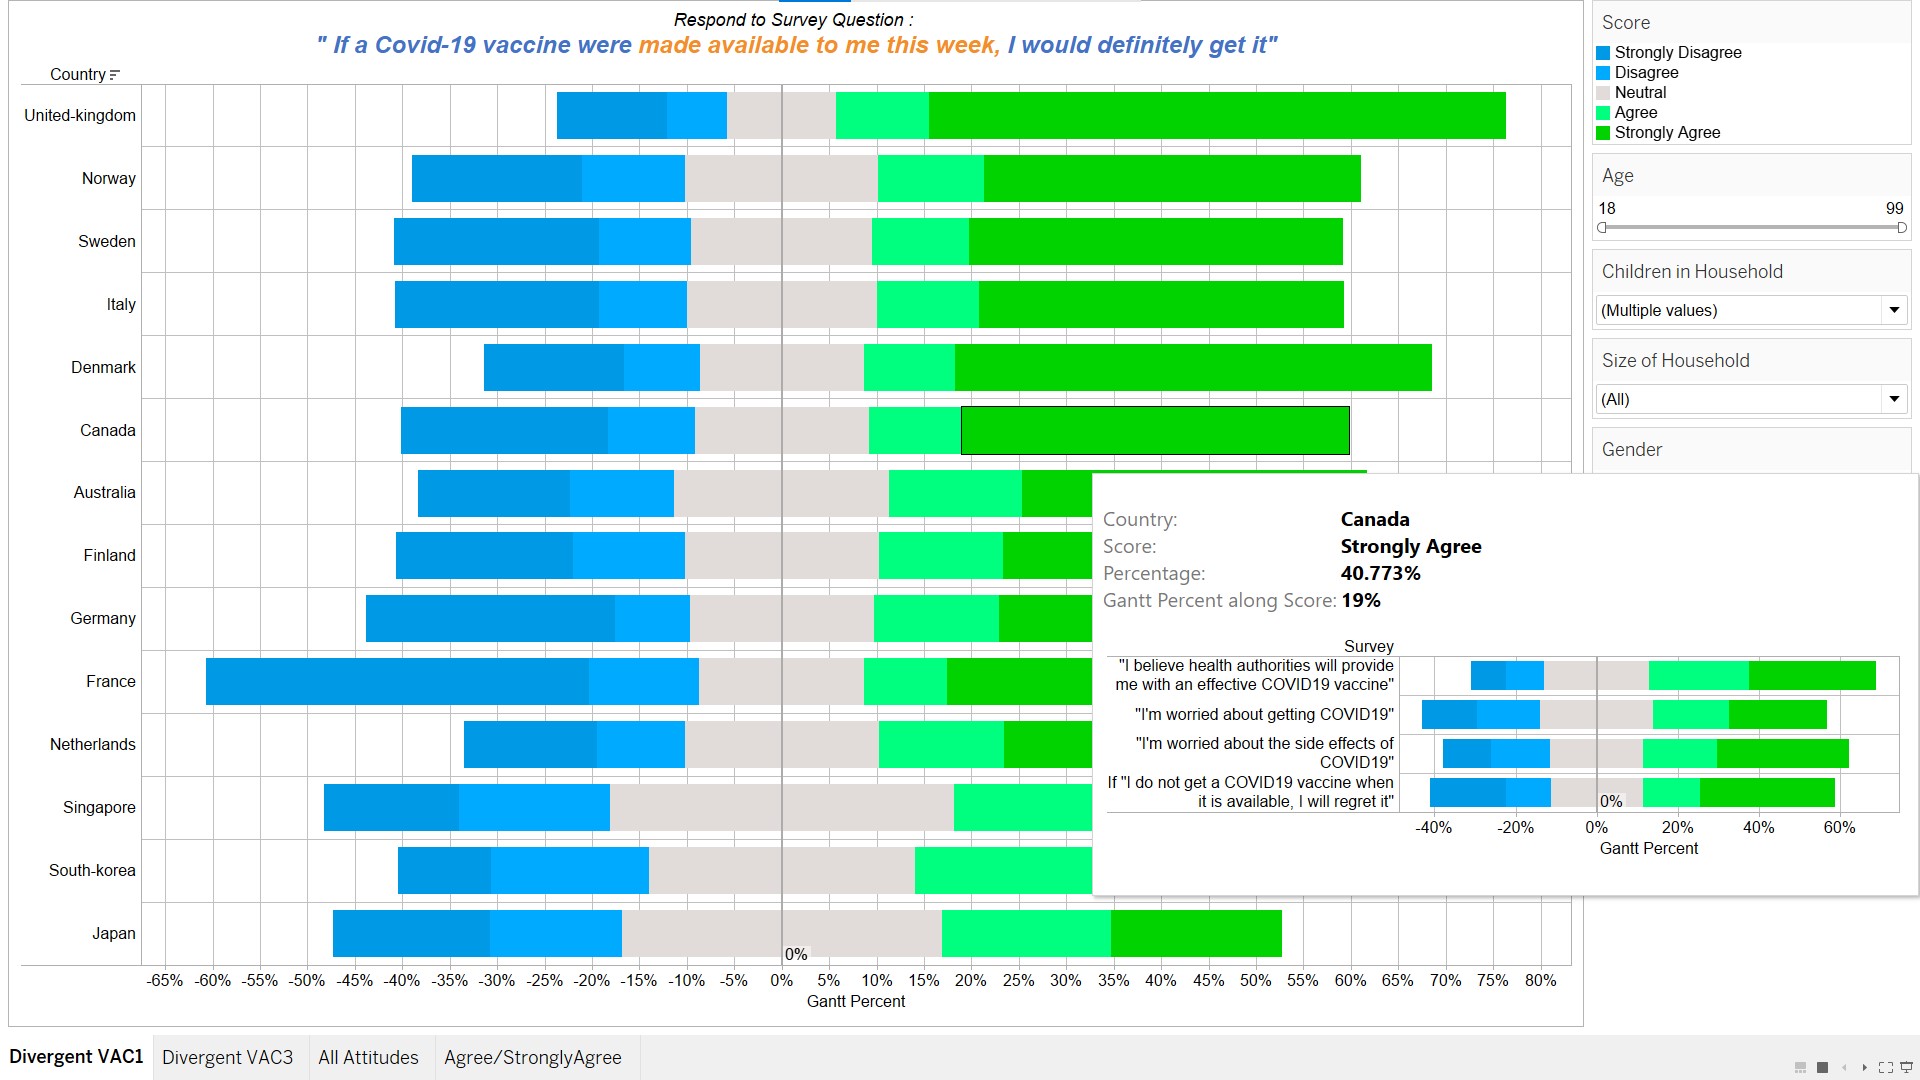 Respond to Survey Question :
" If a Covid-19 vaccine were made available to me this week, I would definitely get it"
Country
United-kingdom
Norway
Sweden
Italy
Denmark
Canada
Australia
Finland
Germany
France
Netherlands
Singapore
South-korea
Japan
0%
-65% -60% -55% -50% -45% -40% -35% -30% -25% -20% -15% -10% -5% 0% 5% 10% 15% 20% 25% 30% 35% 40% 45% 50% 55% 60% 65% 70% 75% 80%
Gantt Percent
Score
Strongly Disagree
Disagree
Neutral
Agree
Strongly Agree
Age
18 99
Children in Household
(Multiple values)
Size of Household
(All)
Gender
Country: Canada
Score: Strongly Agree
Percentage: 40.773%
Gantt Percent along Score: 19%
Survey
"I believe health authorities will provide
me with an effective COVID19 vaccine"
"I'm worried about getting COVID19"
"I'm worried about the side effects of
COVID19"
If "I do not get a COVID19 vaccine when
it is available, I will regret it"
0%
-40% -20% 0% 20% 40% 60%
Gantt Percent
Divergent VAC1 Divergent VAC3 All Attitudes Agree/StronglyAgree